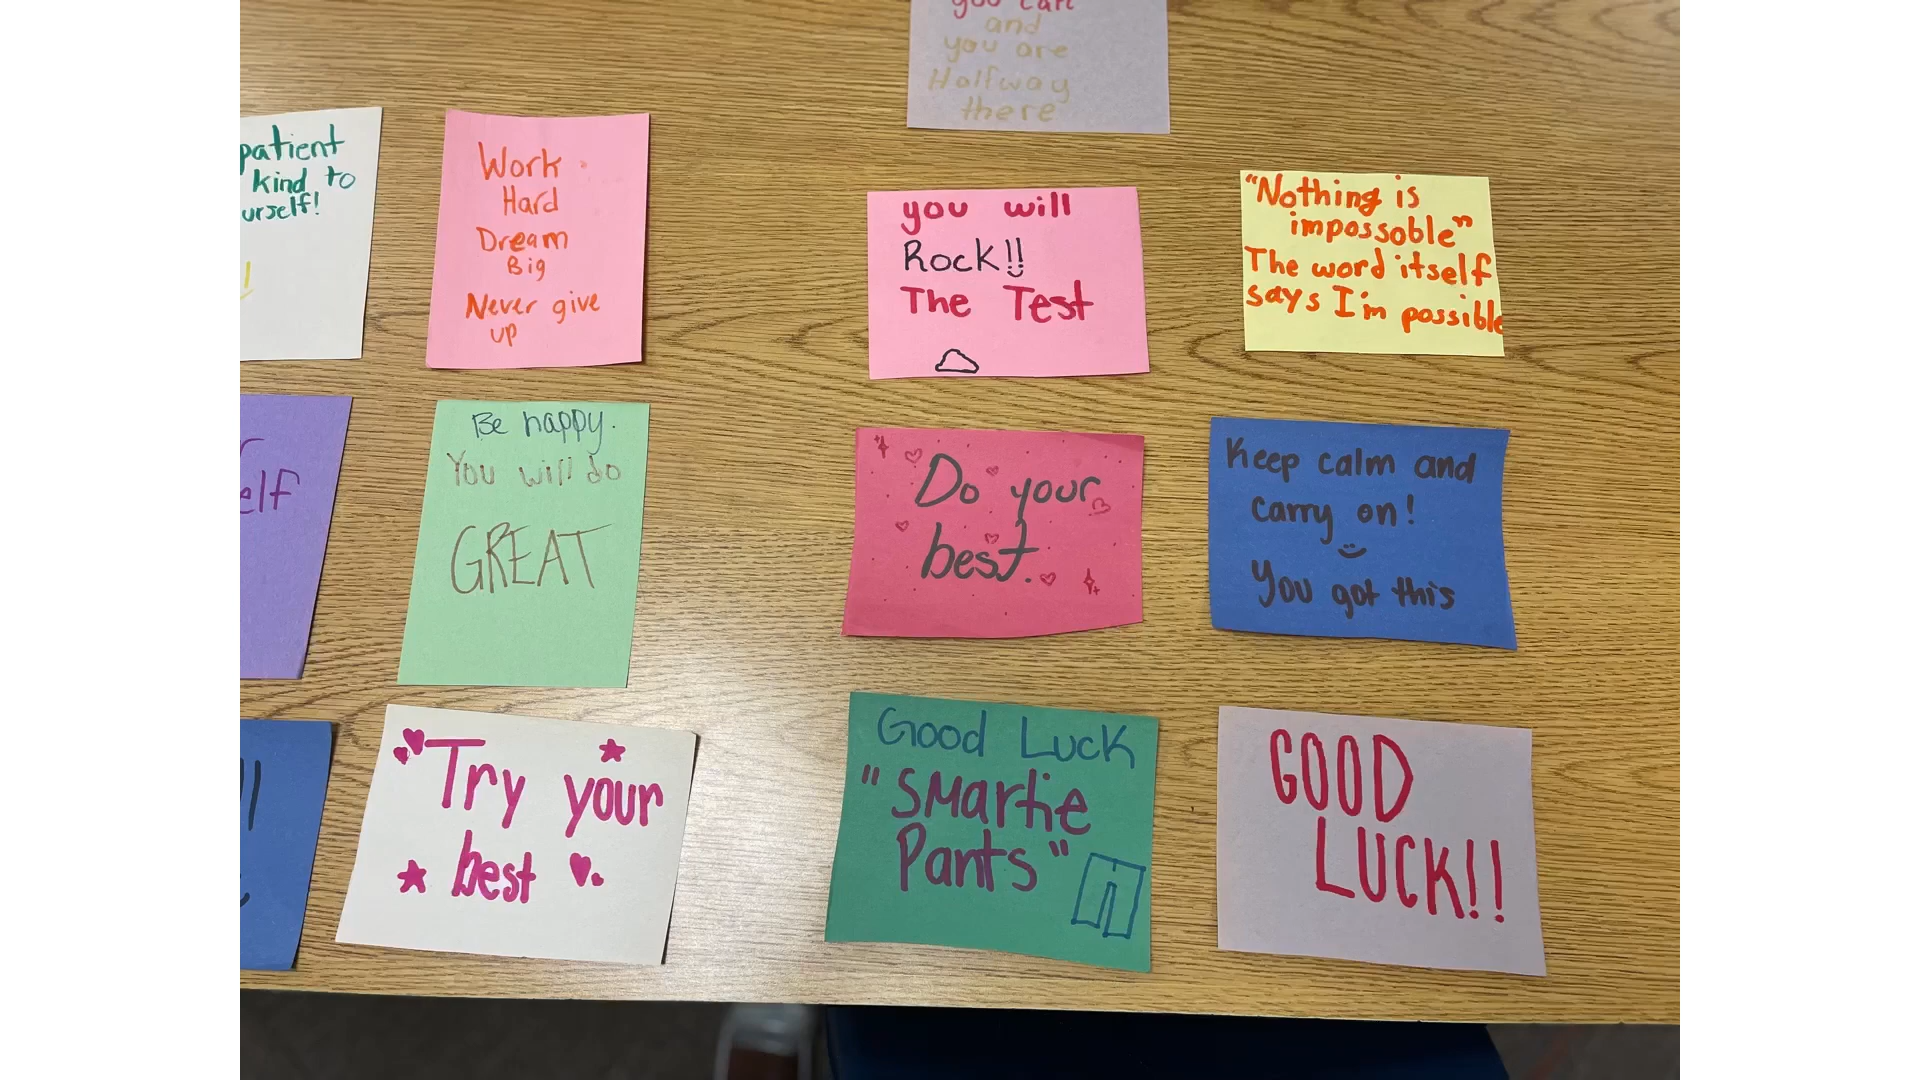 you can
and
you are
Halfway
there
patient
kind to
urself!
Work
Hard
Dream
Big
Never give
up
you will
Rock!!
The Test
"Nothing is
impossoble"
The word itself
says I'm possible
elf
Be happy.
You will do
GREAT
Do your
best.
Keep calm and
carry on!
You got this
Try your
best
Good Luck
"SMartie
Pants"
GOOD
LUCK!!